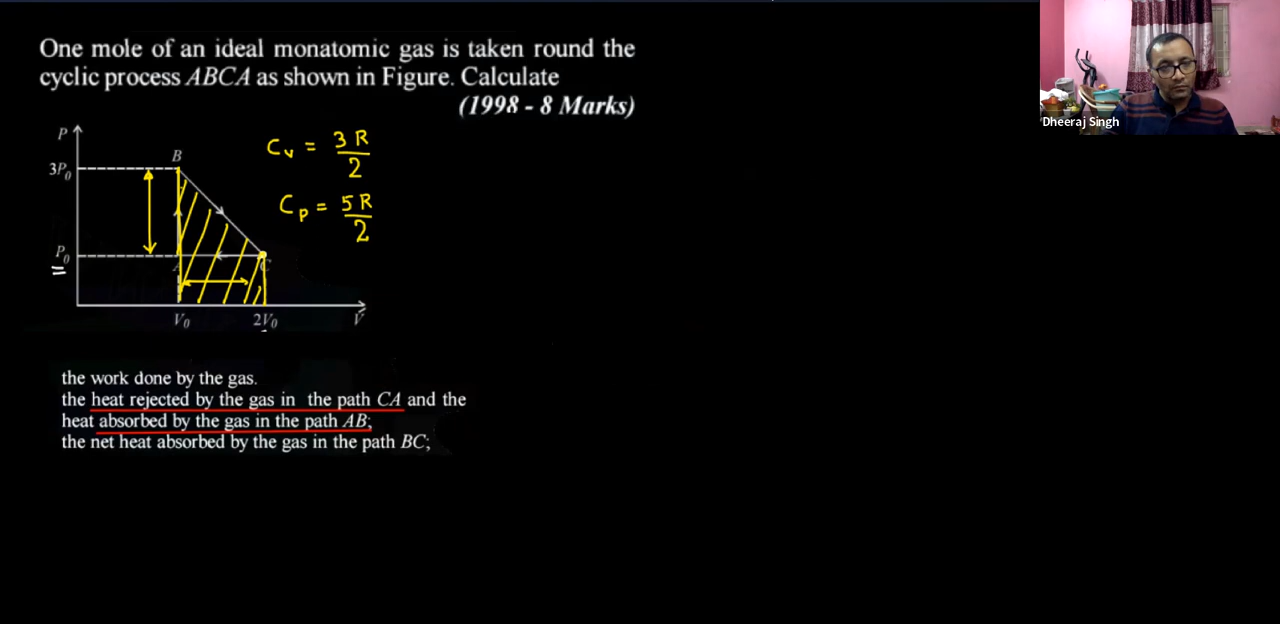 One mole of an ideal monatomic gas is taken round the
cyclic process ABCA as shown in Figure. Calculate
(1998 - 8 Marks)
Dheeraj Singh
P
B
3P₀
P₀
V₀
2V₀
V
C_v = 3R/2
C_p = 5R/2
the work done by the gas.
the heat rejected by the gas in the path CA and the
heat absorbed by the gas in the path AB;
the net heat absorbed by the gas in the path BC;